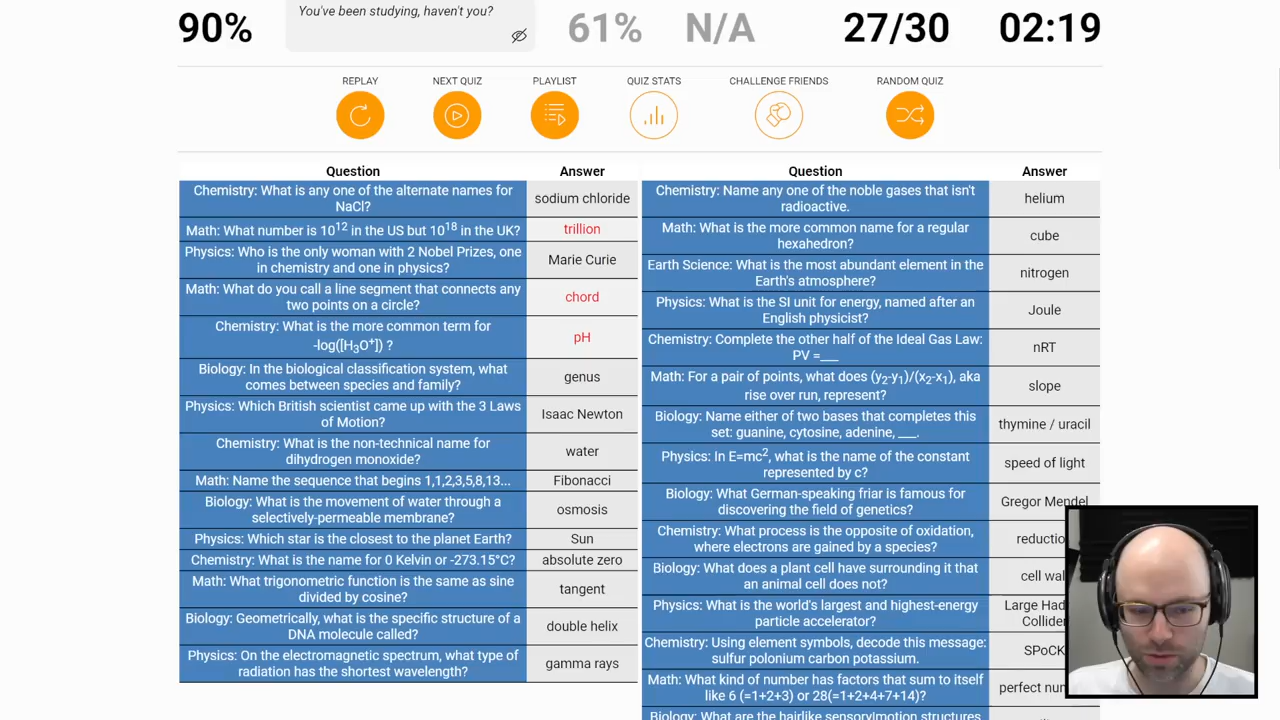 90%
You've been studying, haven't you?
61%
N/A
27/30
02:19
REPLAY
NEXT QUIZ
PLAYLIST
QUIZ STATS
CHALLENGE FRIENDS
RANDOM QUIZ
Question
Answer
Chemistry: What is any one of the alternate names for
NaCl?
sodium chloride
Math: What number is 10¹² in the US but 10¹⁸ in the UK?
trillion
Physics: Who is the only woman with 2 Nobel Prizes, one
in chemistry and one in physics?
Marie Curie
Math: What do you call a line segment that connects any
two points on a circle?
chord
Chemistry: What is the more common term for
-log([H₃O⁺]) ?
pH
Biology: In the biological classification system, what
comes between species and family?
genus
Physics: Which British scientist came up with the 3 Laws
of Motion?
Isaac Newton
Chemistry: What is the non-technical name for
dihydrogen monoxide?
water
Math: Name the sequence that begins 1,1,2,3,5,8,13...
Fibonacci
Biology: What is the movement of water through a
selectively-permeable membrane?
osmosis
Physics: Which star is the closest to the planet Earth?
Sun
Chemistry: What is the name for 0 Kelvin or -273.15°C?
absolute zero
Math: What trigonometric function is the same as sine
divided by cosine?
tangent
Biology: Geometrically, what is the specific structure of a
DNA molecule called?
double helix
Physics: On the electromagnetic spectrum, what type of
radiation has the shortest wavelength?
gamma rays
Question
Answer
Chemistry: Name any one of the noble gases that isn't
radioactive.
helium
Math: What is the more common name for a regular
hexahedron?
cube
Earth Science: What is the most abundant element in the
Earth's atmosphere?
nitrogen
Physics: What is the SI unit for energy, named after an
English physicist?
Joule
Chemistry: Complete the other half of the Ideal Gas Law:
PV =___
nRT
Math: For a pair of points, what does (y₂-y₁)/(x₂-x₁), aka
rise over run, represent?
slope
Biology: Name either of two bases that completes this
set: guanine, cytosine, adenine, ___.
thymine / uracil
Physics: In E=mc², what is the name of the constant
represented by c?
speed of light
Biology: What German-speaking friar is famous for
discovering the field of genetics?
Gregor Mendel
Chemistry: What process is the opposite of oxidation,
where electrons are gained by a species?
reductio
Biology: What does a plant cell have surrounding it that
an animal cell does not?
cell wal
Physics: What is the world's largest and highest-energy
particle accelerator?
Large Had
Collider
Chemistry: Using element symbols, decode this message:
sulfur polonium carbon potassium.
SPoCK
Math: What kind of number has factors that sum to itself
like 6 (=1+2+3) or 28(=1+2+4+7+14)?
perfect num
Biology: What are the hairlike sensorylmotion structures